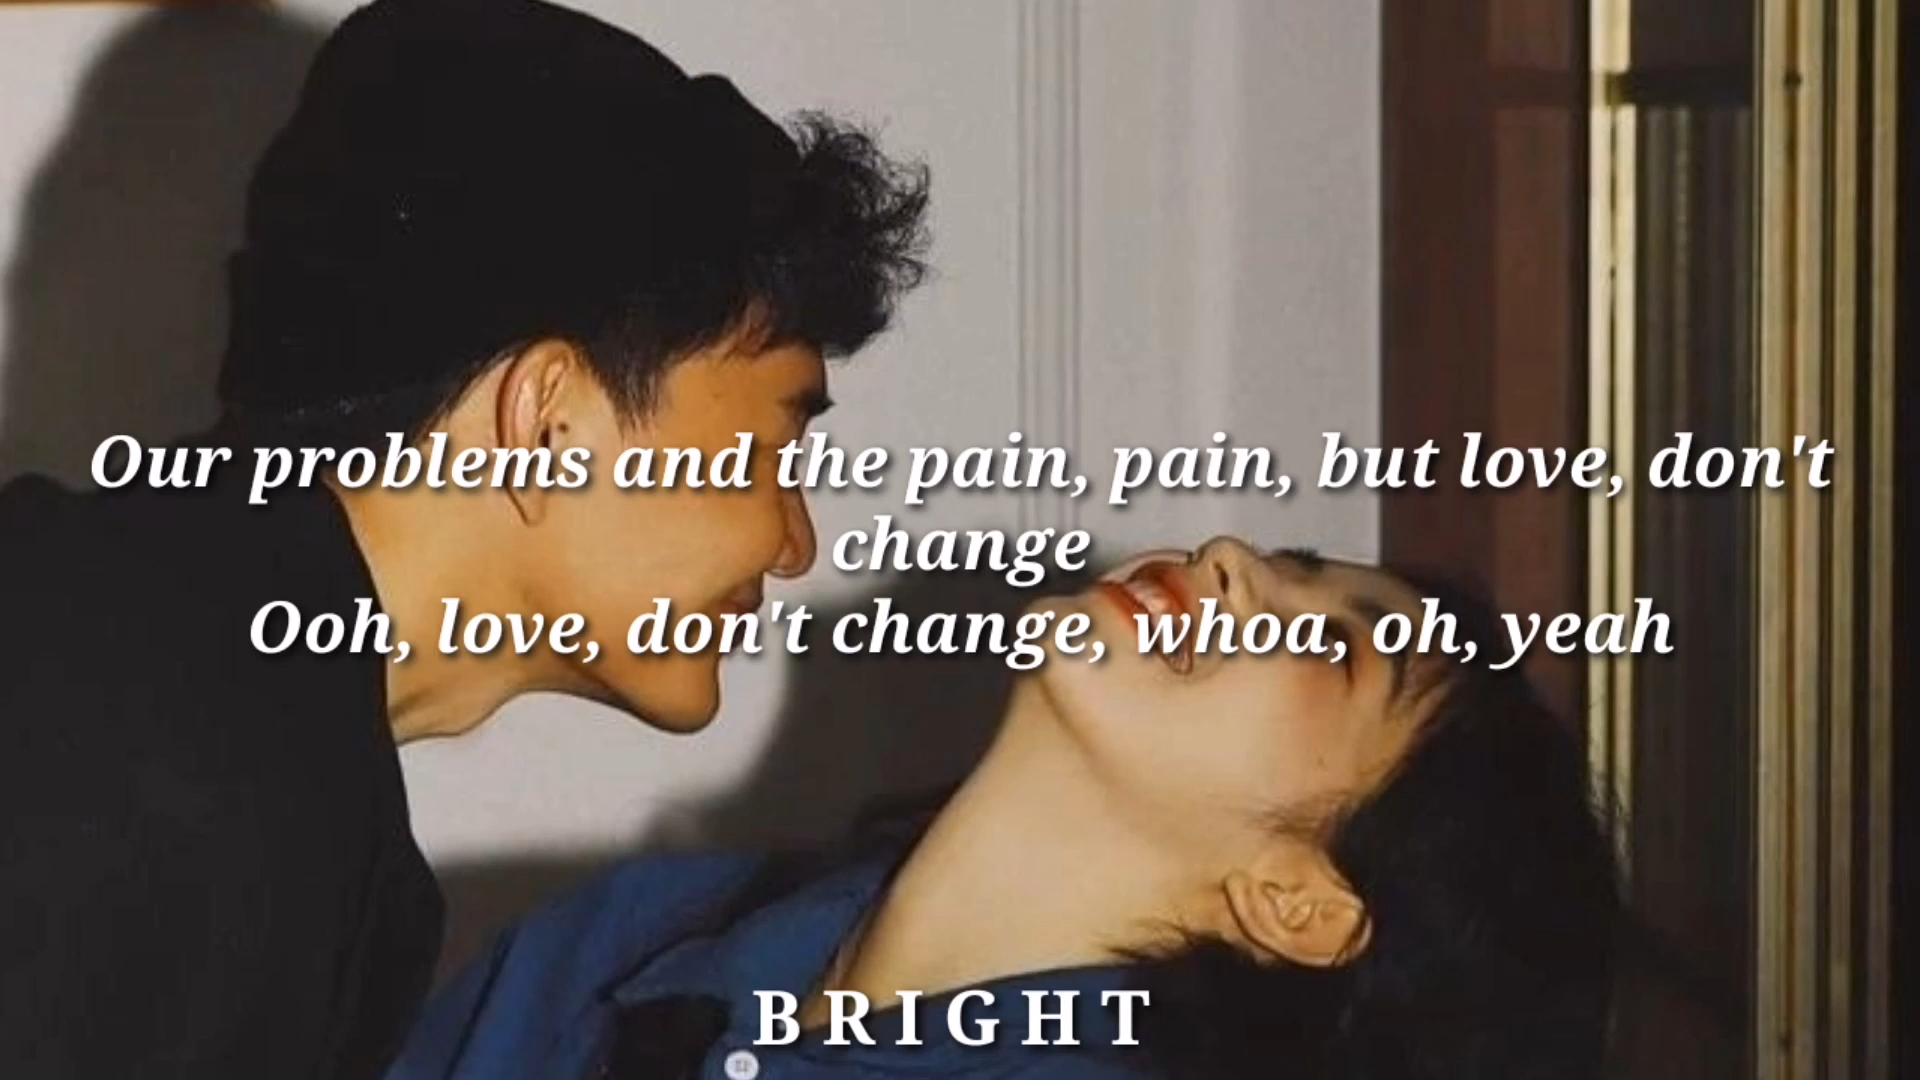 Our problems and the pain, pain, but love, don't
change
Ooh, love, don't change, whoa, oh, yeah
BRIGHT